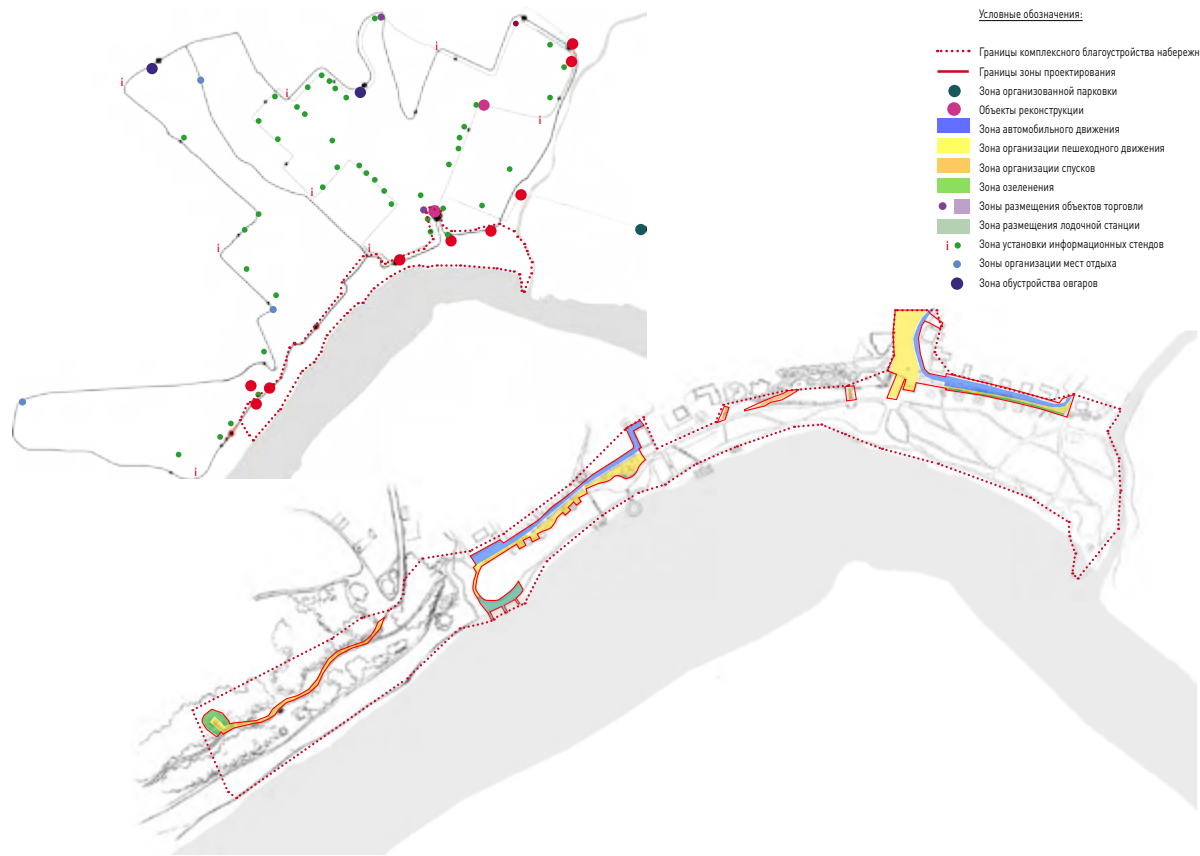 Условные обозначения:
Границы комплексного благоустройства набережн
Границы зоны проектирования
Зона организованной парковки
Объекты реконструкции
Зона автомобильного движения
Зона организации пешеходного движения
Зона организации спусков
Зона озеленения
Зоны размещения объектов торговли
Зона размещения лодочной станции
i Зона установки информационных стендов
Зоны организации мест отдыха
Зона обустройства овгаров
i
i
i
i
i
i
i
i